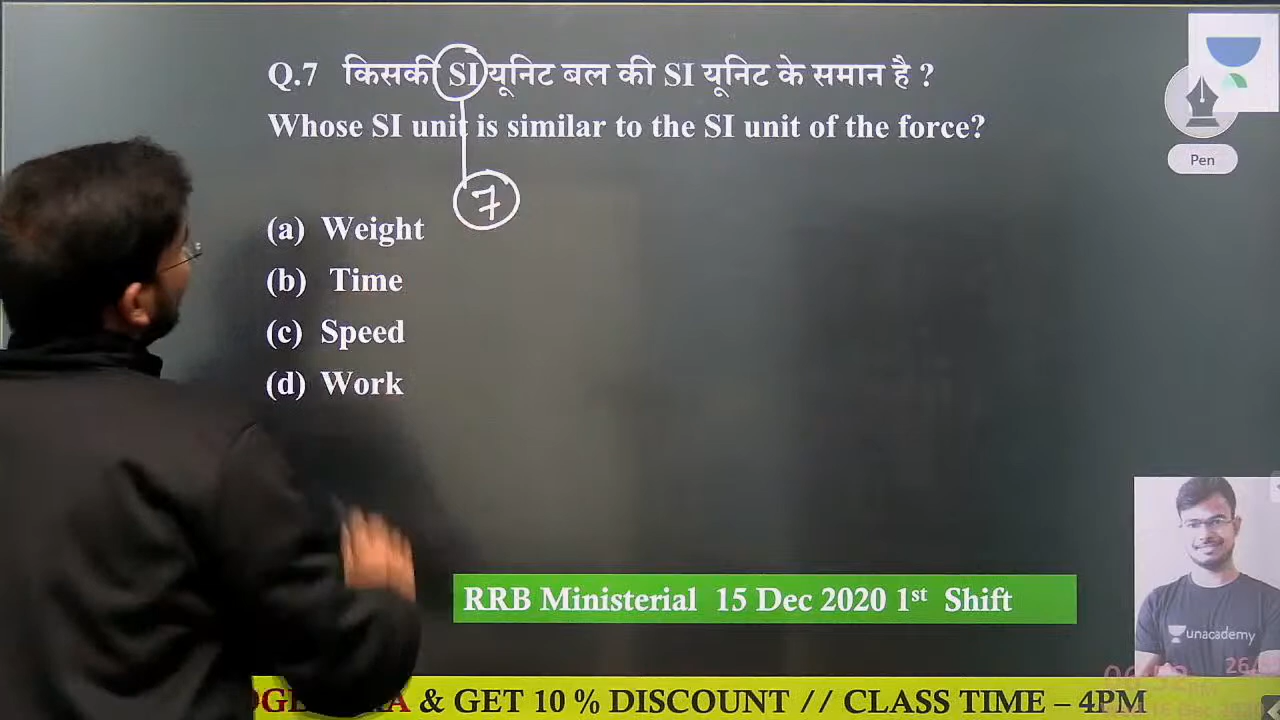 Q.7 किसकी SI यूनिट बल की SI यूनिट के समान है ?
Whose SI unit is similar to the SI unit of the force?
7
(a) Weight
(b) Time
(c) Speed
(d) Work
Pen
unacademy
RRB Ministerial 15 Dec 2020 1st Shift
& GET 10 % DISCOUNT // CLASS TIME – 4PM